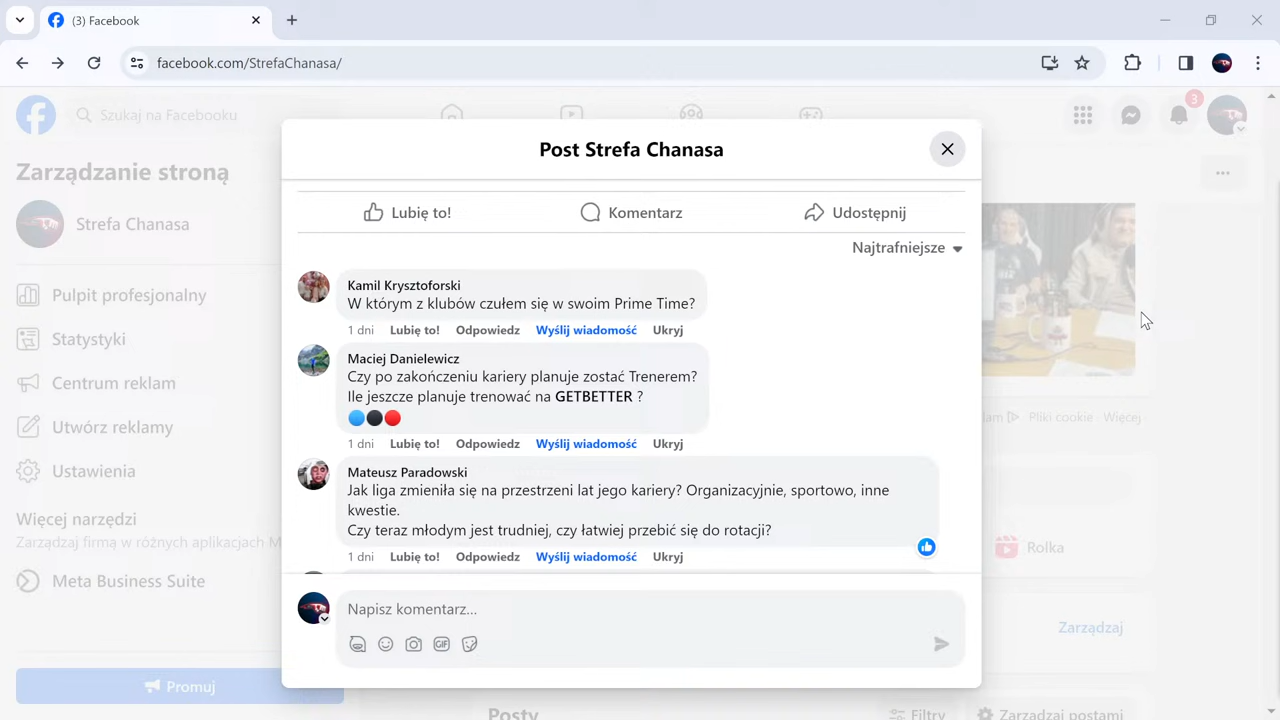 (3) Facebook
facebook.com/StrefaChanasa/
Szukaj na Facebooku
3
Zarządzanie stroną
Strefa Chanasa
Pulpit profesjonalny
Statystyki
Centrum reklam
Utwórz reklamy
Ustawienia
Więcej narzędzi
Zarządzaj firmą w różnych aplikacjach M
Meta Business Suite
Promuj
Post Strefa Chanasa
Lubię to! Komentarz Udostępnij
Najtrafniejsze
Kamil Krysztoforski
W którym z klubów czułem się w swoim Prime Time?
1 dni Lubię to! Odpowiedz Wyślij wiadomość Ukryj
Maciej Danielewicz
Czy po zakończeniu kariery planuje zostać Trenerem?
Ile jeszcze planuje trenować na GETBETTER ?
1 dni Lubię to! Odpowiedz Wyślij wiadomość Ukryj
Mateusz Paradowski
Jak liga zmieniła się na przestrzeni lat jego kariery? Organizacyjnie, sportowo, inne
kwestie.
Czy teraz młodym jest trudniej, czy łatwiej przebić się do rotacji?
1 dni Lubię to! Odpowiedz Wyślij wiadomość Ukryj
Napisz komentarz...
GIF
lam Pliki cookie · Więcej
Rolka
Zarządzaj
Posty
Filtry
Zarządzaj postami